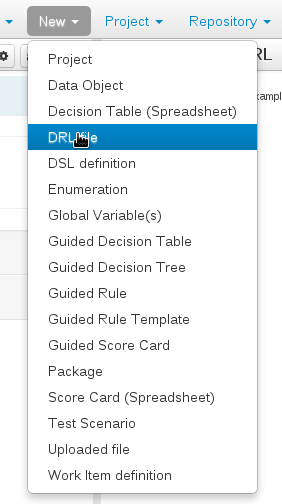 New Project Repository
RL
Project
Data Object
xampl
Decision Table (Spreadsheet)
DRL file
DSL definition
Enumeration
Global Variable(s)
Guided Decision Table
Guided Decision Tree
Guided Rule
Guided Rule Template
Guided Score Card
Package
Score Card (Spreadsheet)
Test Scenario
Uploaded file
Work Item definition